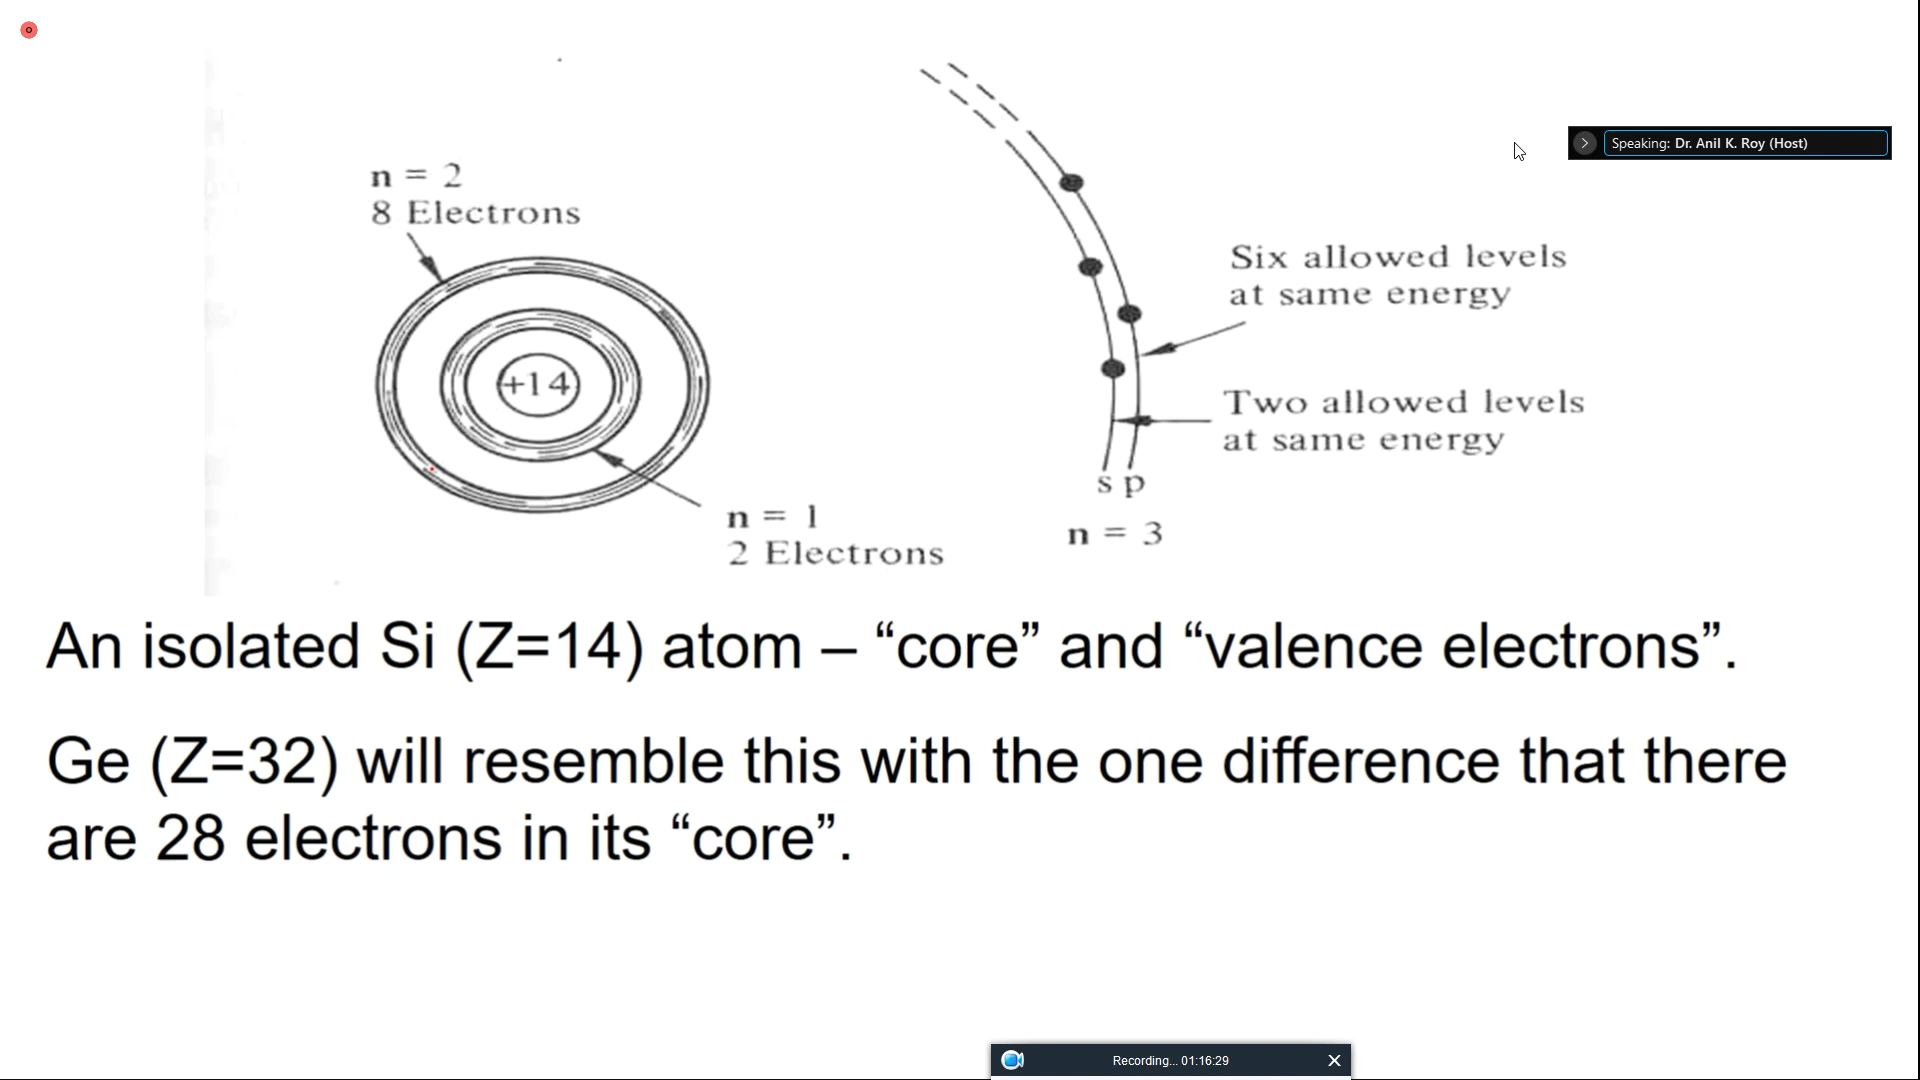 Speaking: Dr. Anil K. Roy (Host)
n = 2
8 Electrons
+14
n = 1
2 Electrons
Six allowed levels
at same energy
Two allowed levels
at same energy
s p
n = 3
An isolated Si (Z=14) atom – “core” and “valence electrons”.
Ge (Z=32) will resemble this with the one difference that there
are 28 electrons in its “core”.
Recording... 01:16:29